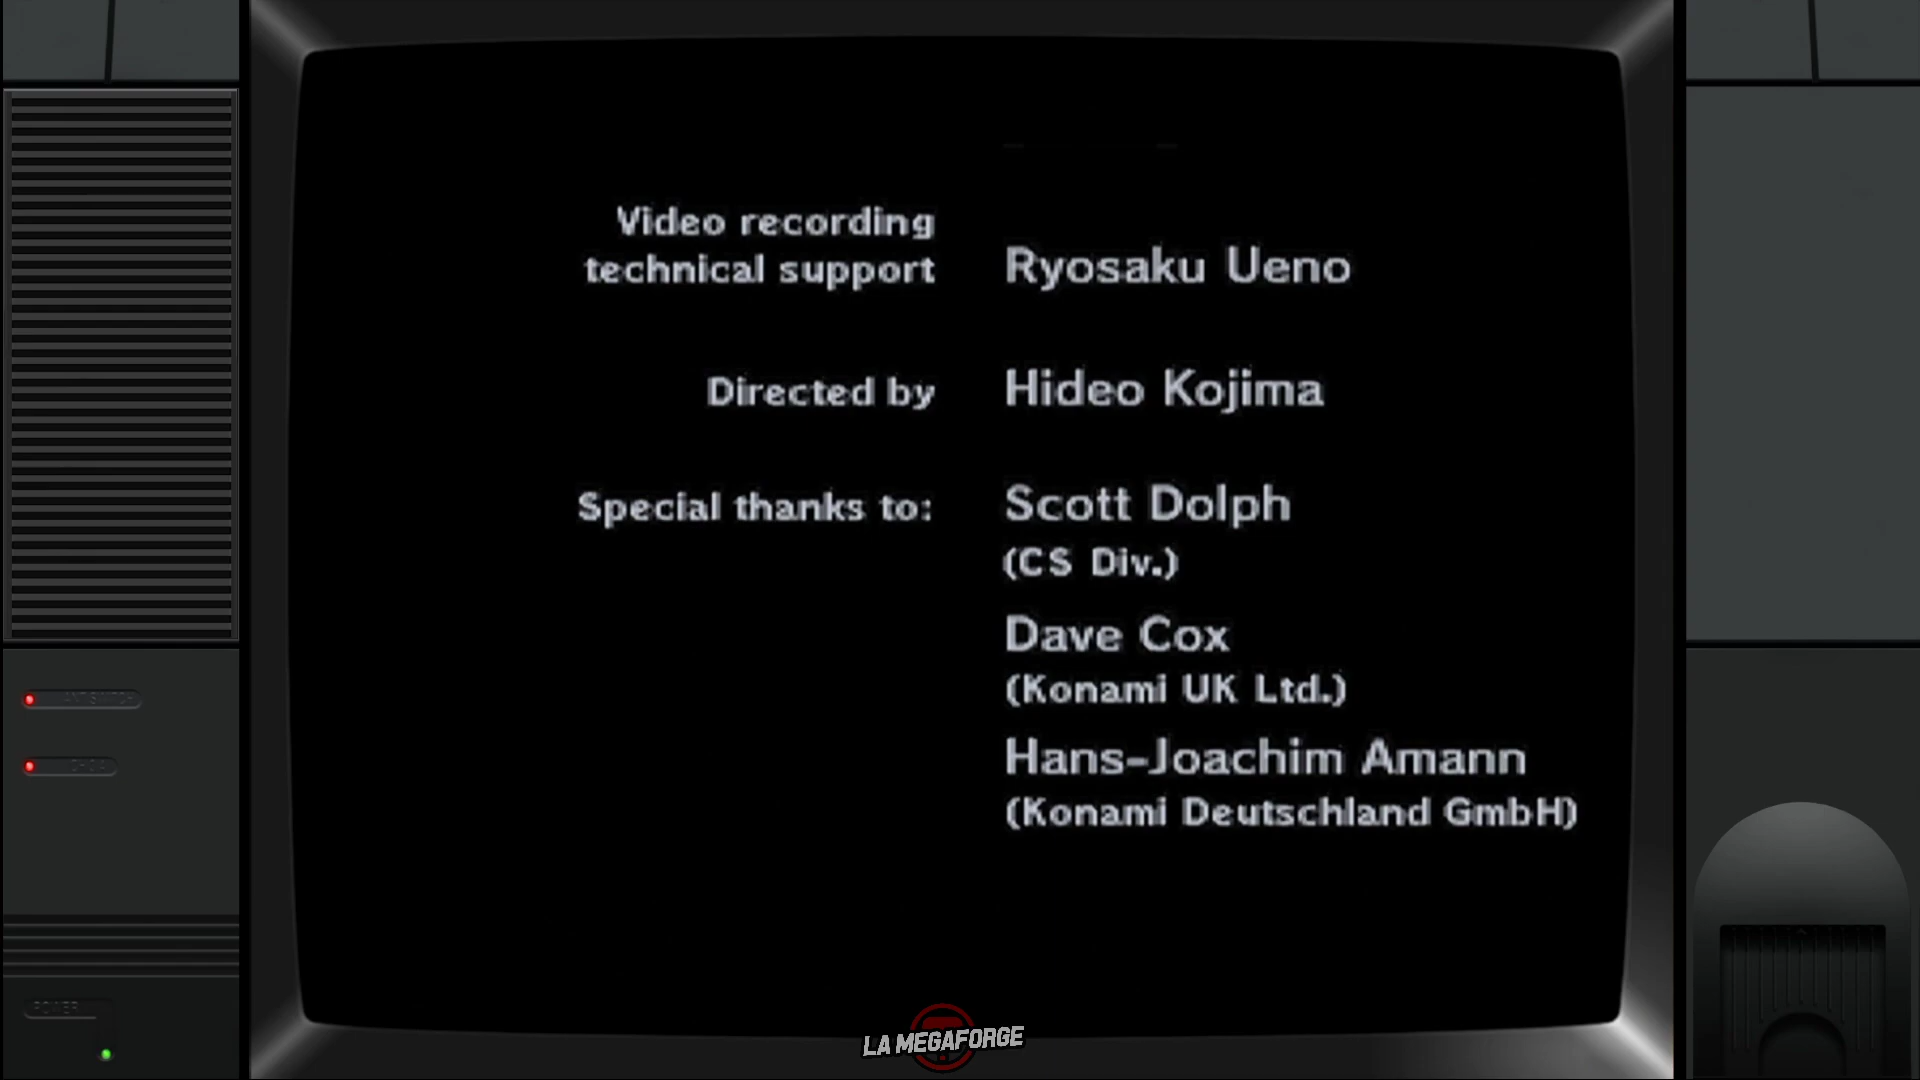 Video recording
technical support
Ryosaku Ueno
Directed by
Hideo Kojima
Special thanks to:
Scott Dolph
(CS Div.)
Dave Cox
(Konami UK Ltd.)
Hans-Joachim Amann
(Konami Deutschland GmbH)
POWER
LA MEGAFORGE